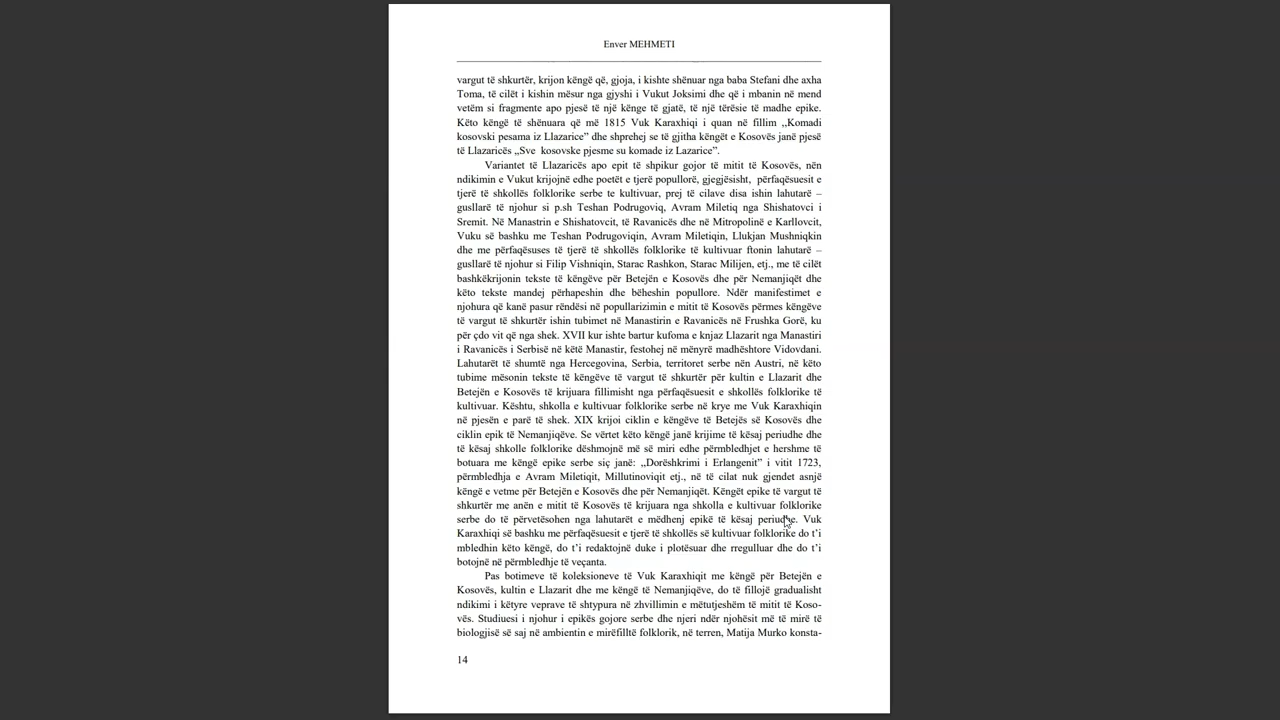 Enver MEHMETI
vargut të shkurtër, krijon këngë që, gjoja, i kishte shënuar nga baba Stefani dhe axha
Toma, të cilët i kishin mësur nga gjyshi i Vukut Joksimi dhe që i mbanin në mend
vetëm si fragmente apo pjesë të një kënge të gjatë, të një tërësie të madhe epike.
Këto këngë të shënuara që më 1815 Vuk Karaxhiqi i quan në fillim ,,Komadi
kosovski pesama iz Llazarice” dhe shprehej se të gjitha këngët e Kosovës janë pjesë
të Llazaricës „Sve  kosovske pjesme su komade iz Lazarice”.
Variantet të Llazaricës apo epit të shpikur gojor të mitit të Kosovës, nën
ndikimin e Vukut krijojnë edhe poetët e tjerë popullorë, gjegjësisht,  përfaqësuesit e
tjerë të shkollës folklorike serbe te kultivuar, prej të cilave disa ishin lahutarë –
gusllarë të njohur si p.sh Teshan Podrugoviq, Avram Miletiq nga Shishatovci i
Sremit. Në Manastrin e Shishatovcit, të Ravanicës dhe në Mitropolinë e Karllovcit,
Vuku së bashku me Teshan Podrugoviqin, Avram Miletiqin, Llukjan Mushniqkin
dhe me përfaqësuses të tjerë të shkollës folklorike të kultivuar ftonin lahutarë –
gusllarë të njohur si Filip Vishniqin, Starac Rashkon, Starac Milijen, etj., me të cilët
bashkëkrijonin tekste të këngëve për Betejën e Kosovës dhe për Nemanjiqët dhe
këto tekste mandej përhapeshin dhe bëheshin popullore. Ndër manifestimet e
njohura që kanë pasur rëndësi në popullarizimin e mitit të Kosovës përmes këngëve
të vargut të shkurtër ishin tubimet në Manastirin e Ravanicës në Frushka Gorë, ku
për çdo vit që nga shek. XVII kur ishte bartur kufoma e knjaz Llazarit nga Manastiri
i Ravanicës i Serbisë në këtë Manastir, festohej në mënyrë madhështore Vidovdani.
Lahutarët të shumtë nga Hercegovina, Serbia, territoret serbe nën Austri, në këto
tubime mësonin tekste të këngëve të vargut të shkurtër për kultin e Llazarit dhe
Betejën e Kosovës të krijuara fillimisht nga përfaqësuesit e shkollës folklorike të
kultivuar. Kështu, shkolla e kultivuar folklorike serbe në krye me Vuk Karaxhiqin
në pjesën e parë të shek. XIX krijoi ciklin e këngëve të Betejës së Kosovës dhe
ciklin epik të Nemanjiqëve. Se vërtet këto këngë janë krijime të kësaj periudhe dhe
të kësaj shkolle folklorike dëshmojnë më së miri edhe përmbledhjet e hershme të
botuara me këngë epike serbe siç janë: „Dorëshkrimi i Erlangenit” i vitit 1723,
përmbledhja e Avram Miletiqit, Millutinoviqit etj., në të cilat nuk gjendet asnjë
këngë e vetme për Betejën e Kosovës dhe për Nemanjiqët. Këngët epike të vargut të
shkurtër me anën e mitit të Kosovës të krijuara nga shkolla e kultivuar folklorike
serbe do të përvetësohen nga lahutarët e mëdhenj epikë të kësaj periudhe. Vuk
Karaxhiqi së bashku me përfaqësuesit e tjerë të shkollës së kultivuar folklorike do t’i
mbledhin këto këngë, do t’i redaktojnë duke i plotësuar dhe rregulluar dhe do t’i
botojnë në përmbledhje të veçanta.
Pas botimeve të koleksioneve të Vuk Karaxhiqit me këngë për Betejën e
Kosovës, kultin e Llazarit dhe me këngë të Nemanjiqëve, do të fillojë gradualisht
ndikimi i këtyre veprave të shtypura në zhvillimin e mëtutjeshëm të mitit të Koso-
vës. Studiuesi i njohur i epikës gojore serbe dhe njeri ndër njohësit më të mirë të
biologjisë së saj në ambientin e mirëfilltë folklorik, në terren, Matija Murko konsta-
14